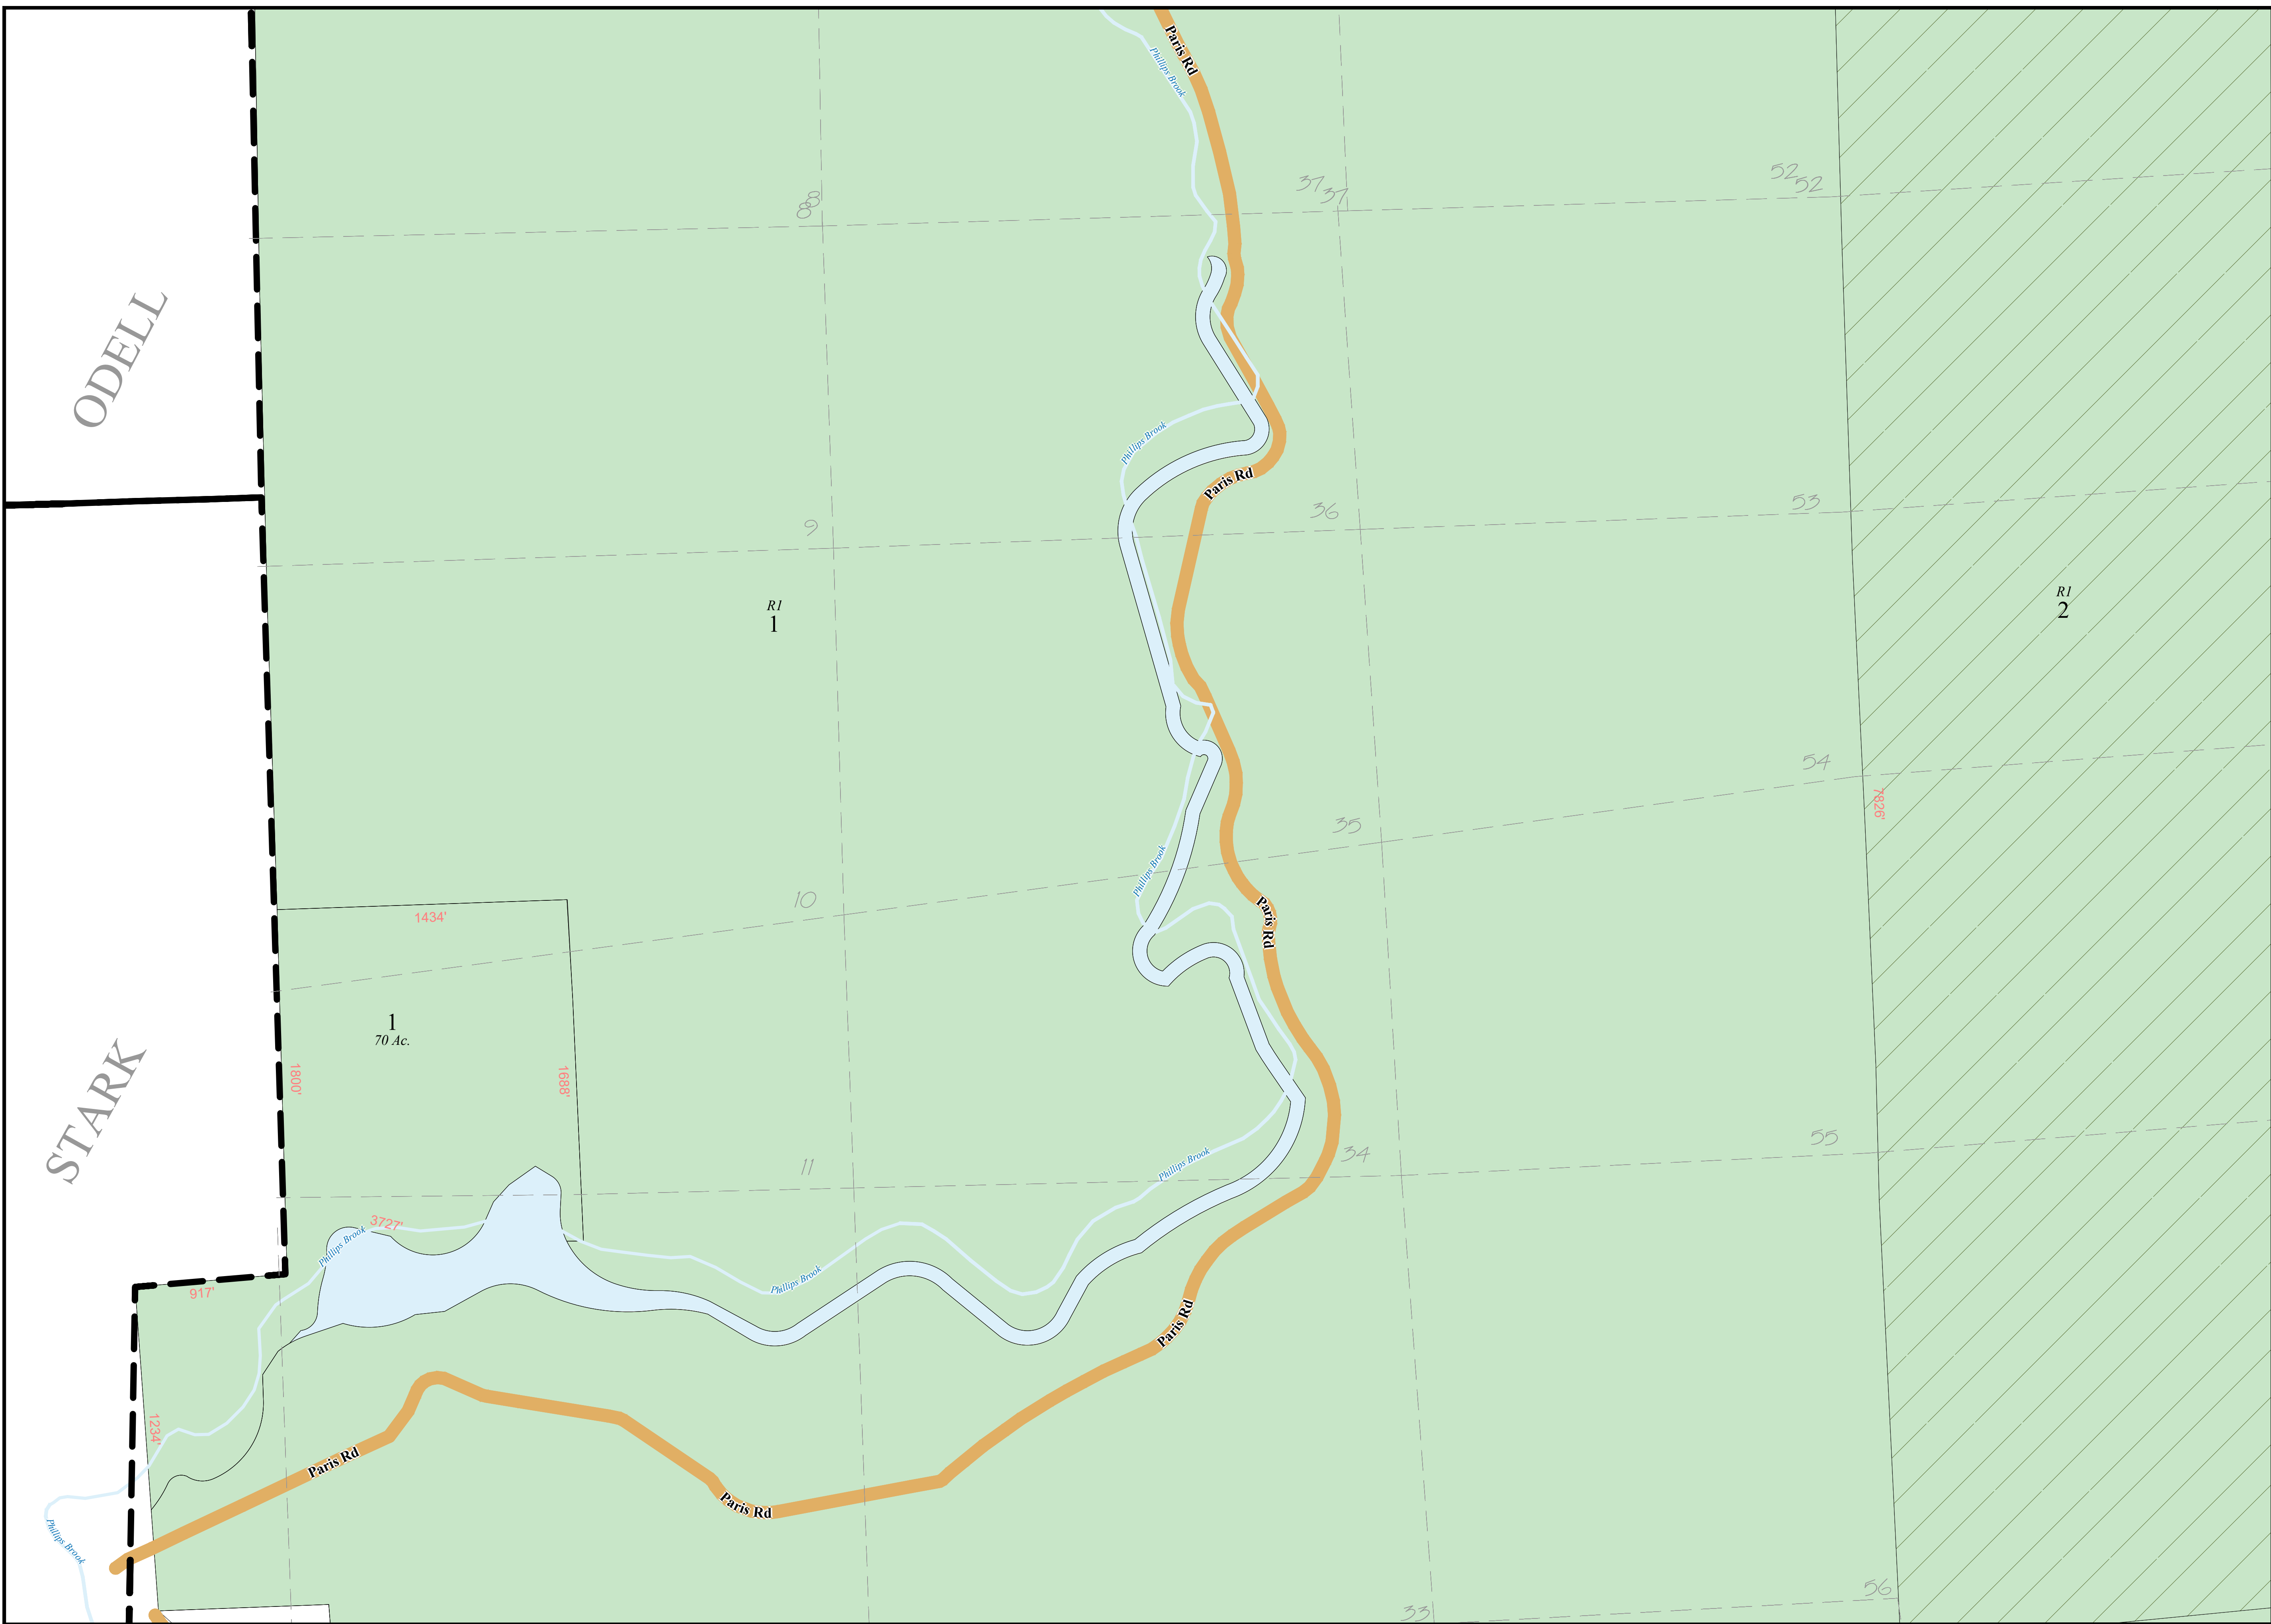 Paris Rd
Phillips Brook
52
52
37
37
8
8
ODELL
Phillips Brook
Paris Rd
53
36
9
R1
2
R1
1
54
7826'
35
Phillips Brook
10
Paris Rd
1434'
1
70 Ac.
STARK
1800'
1688'
55
34
11
Phillips Brook
3727'
Phillips Brook
Phillips Brook
917'
Paris Rd
1234'
Paris Rd
Paris Rd
Phillips Brook
56
33